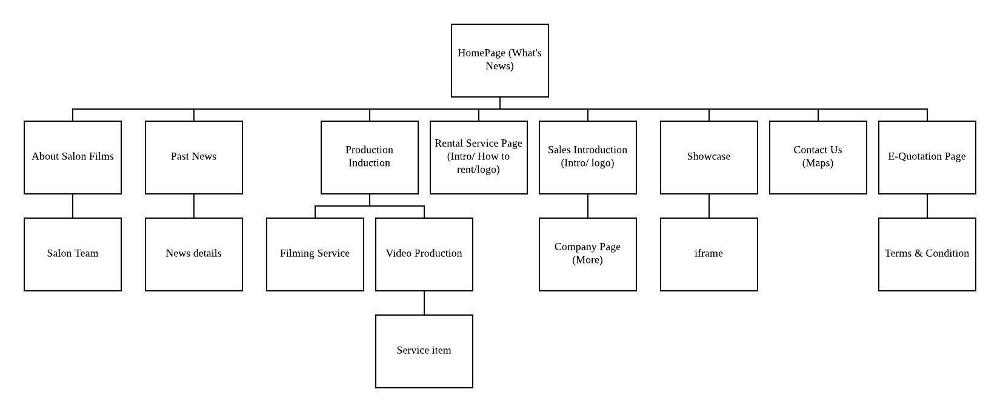 HomePage (What's
News)
About Salon Films
Past News
Production
Induction
Rental Service Page
(Intro/ How to
rent/logo)
Sales Introduction
(Intro/ logo)
Showcase
Contact Us
(Maps)
E-Quotation Page
Salon Team
News details
Filming Service
Video Production
Company Page
(More)
iframe
Terms & Condition
Service item